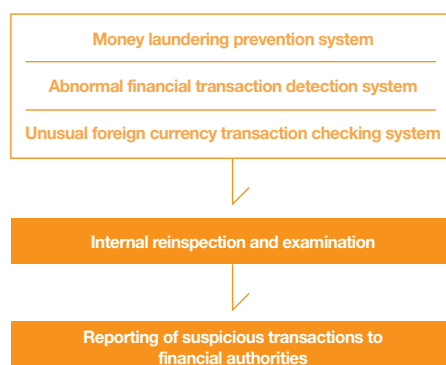 Money laundering prevention system
Abnormal financial transaction detection system
Unusual foreign currency transaction checking system
Internal reinspection and examination
Reporting of suspicious transactions to
financial authorities